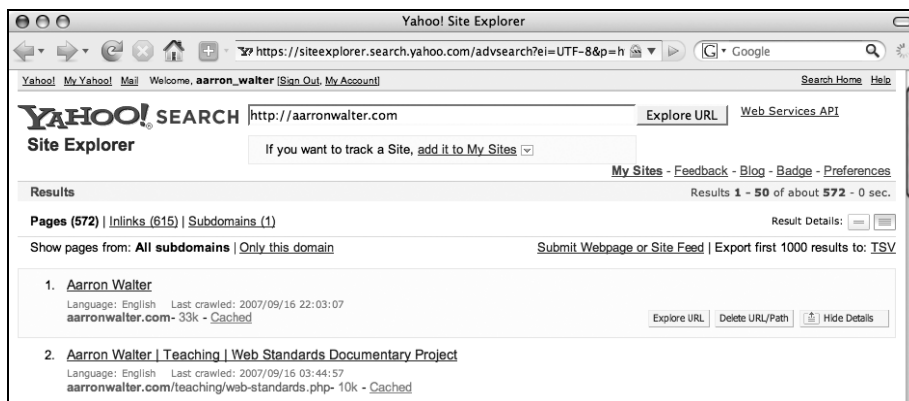 Yahoo! Site Explorer
https://siteexplorer.search.yahoo.com/advsearch?ei=UTF-8&p=h
G Google
Yahoo! My Yahoo! Mail Welcome, aarron_walter [Sign Out, My Account] Search Home Help
YAHOO! SEARCH http://aarronwalter.com Explore URL Web Services API
Site Explorer If you want to track a Site, add it to My Sites
My Sites - Feedback - Blog - Badge - Preferences
Results Results 1 - 50 of about 572 - 0 sec.
Pages (572) | Inlinks (615) | Subdomains (1) Result Details:
Show pages from: All subdomains | Only this domain Submit Webpage or Site Feed | Export first 1000 results to: TSV
1. Aarron Walter
Language: English Last crawled: 2007/09/16 22:03:07
aarronwalter.com- 33k - Cached Explore URL Delete URL/Path Hide Details
2. Aarron Walter | Teaching | Web Standards Documentary Project
Language: English Last crawled: 2007/09/16 03:44:57
aarronwalter.com/teaching/web-standards.php- 10k - Cached